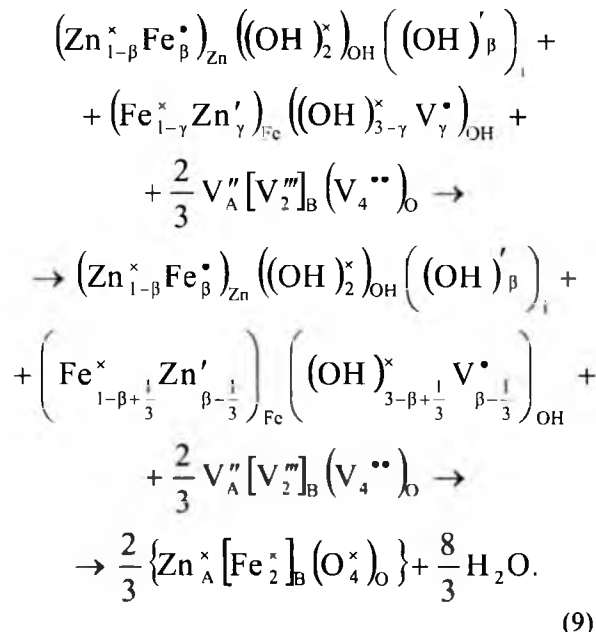 (Zn^×_{1-β} Fe^•_β)_{Zn} ((OH)^×_2)_{OH} ((OH)'_β)_i +
+ (Fe^×_{1-γ} Zn'_γ)_{Fe} ((OH)^×_{3-γ} V^•_γ)_{OH} +
+ 2/3 V''_A [V'''_2]_B (V_4^{••})_O →
→ (Zn^×_{1-β} Fe^•_β)_{Zn} ((OH)^×_2)_{OH} ((OH)'_β)_i +
+ (Fe^×_{1-β+1/3} Zn'_{β-1/3})_{Fe} ((OH)^×_{3-β+1/3} V^•_{β-1/3})_{OH} +
+ 2/3 V''_A [V'''_2]_B (V_4^{••})_O →
→ 2/3 {Zn^×_A [Fe^×_2]_B (O^×_4)_O} + 8/3 H_2O.
(9)